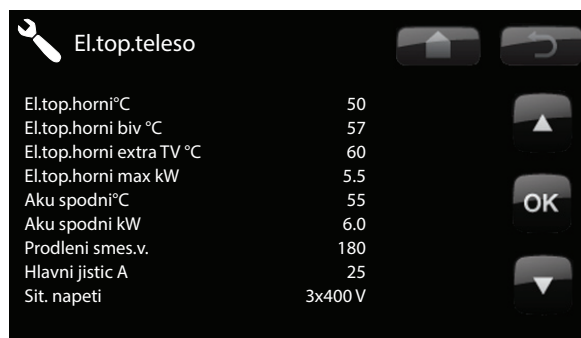 El.top.teleso
El.top.horni°C 50
El.top.horni biv °C 57
El.top.horni extra TV °C 60
El.top.horni max kW 5.5
Aku spodni°C 55
Aku spodni kW 6.0
Prodleni smes.v. 180
Hlavni jistic A 25
Sit. napeti 3x400 V
OK